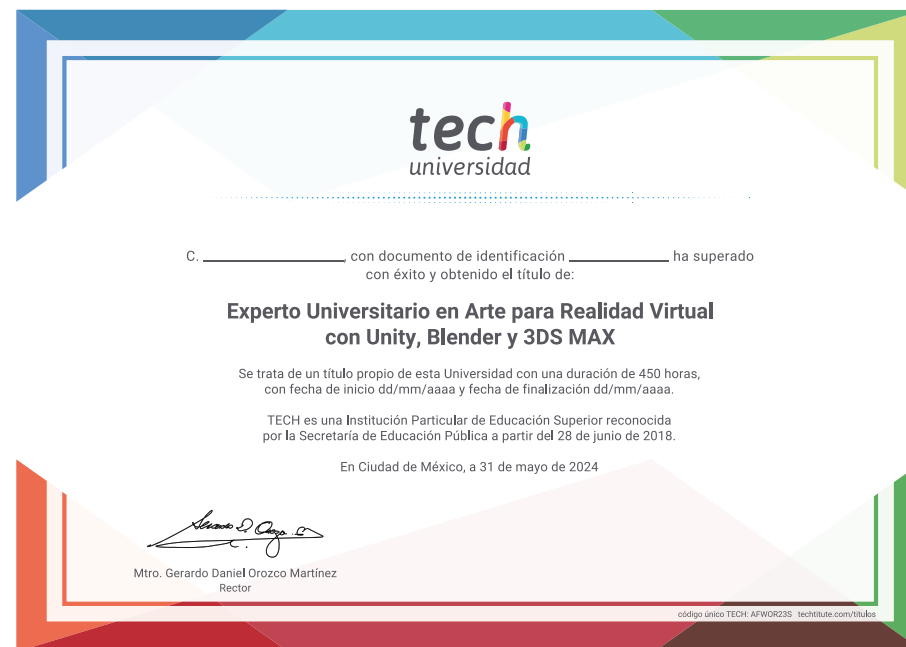 tech
universidad
C. ____________________, con documento de identificación ______________ ha superado
con éxito y obtenido el título de:
Experto Universitario en Arte para Realidad Virtual
con Unity, Blender y 3DS MAX
Se trata de un título propio de esta Universidad con una duración de 450 horas,
con fecha de inicio dd/mm/aaaa y fecha de finalización dd/mm/aaaa.
TECH es una Institución Particular de Educación Superior reconocida
por la Secretaría de Educación Pública a partir del 28 de junio de 2018.
En Ciudad de México, a 31 de mayo de 2024
Mtro. Gerardo Daniel Orozco Martínez
Rector
código único TECH: AFWOR23S techtitute.com/titulos